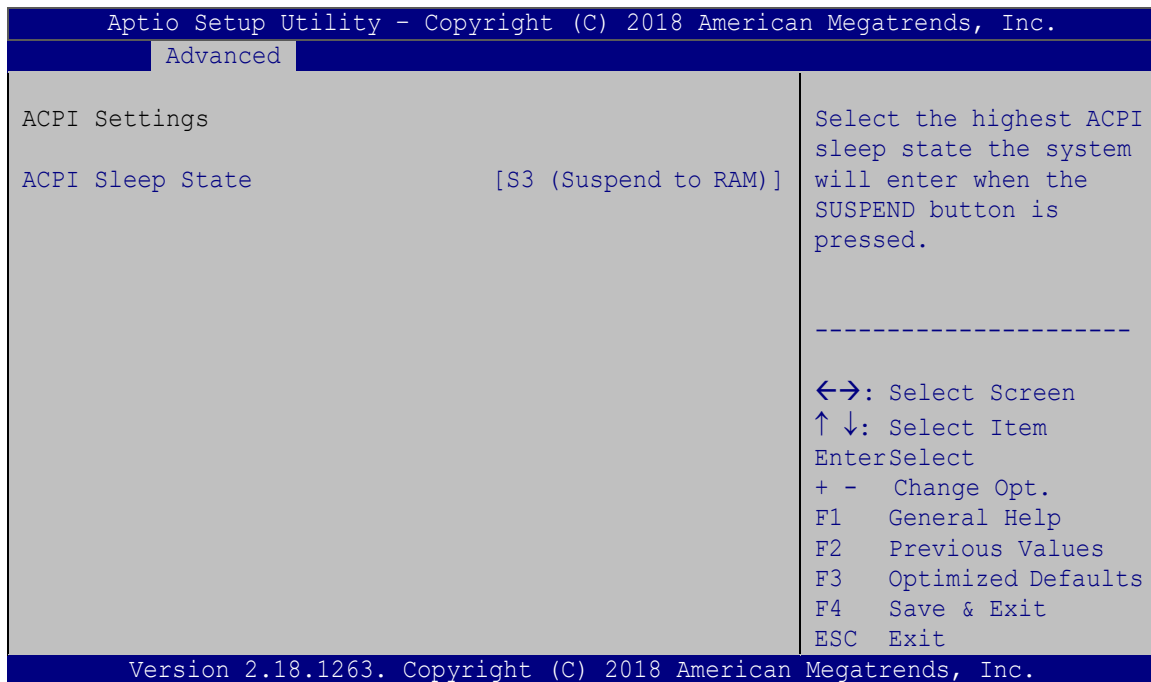 Aptio Setup Utility – Copyright (C) 2018 American Megatrends, Inc.
Advanced
ACPI Settings
ACPI Sleep State [S3 (Suspend to RAM)]
Select the highest ACPI
sleep state the system
will enter when the
SUSPEND button is
pressed.
----------------------
←→: Select Screen
↑ ↓: Select Item
EnterSelect
+ - Change Opt.
F1 General Help
F2 Previous Values
F3 Optimized Defaults
F4 Save & Exit
ESC Exit
Version 2.18.1263. Copyright (C) 2018 American Megatrends, Inc.